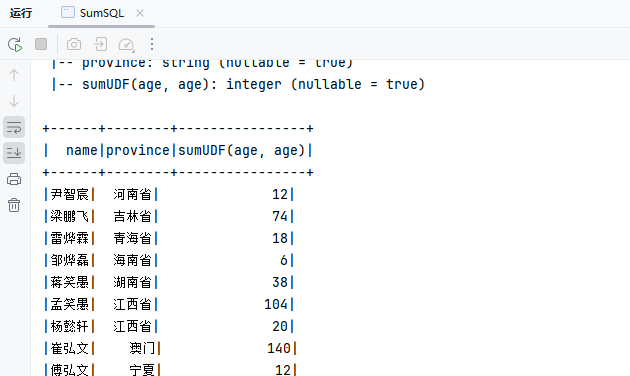 运行 SumSQL
|-- province: string (nullable = true)
|-- sumUDF(age, age): integer (nullable = true)
+------+--------+----------------+
|  name|province|sumUDF(age, age)|
+------+--------+----------------+
|尹智宸|  河南省|              12|
|梁鹏飞|  吉林省|              74|
|雷烨霖|  青海省|              18|
|邹烨磊|  海南省|               6|
|蒋笑愚|  湖南省|              38|
|孟笑愚|  江西省|             104|
|杨懿轩|  江西省|              20|
|崔弘文|    澳门|             140|
|傅弘文|    宁夏|              12|